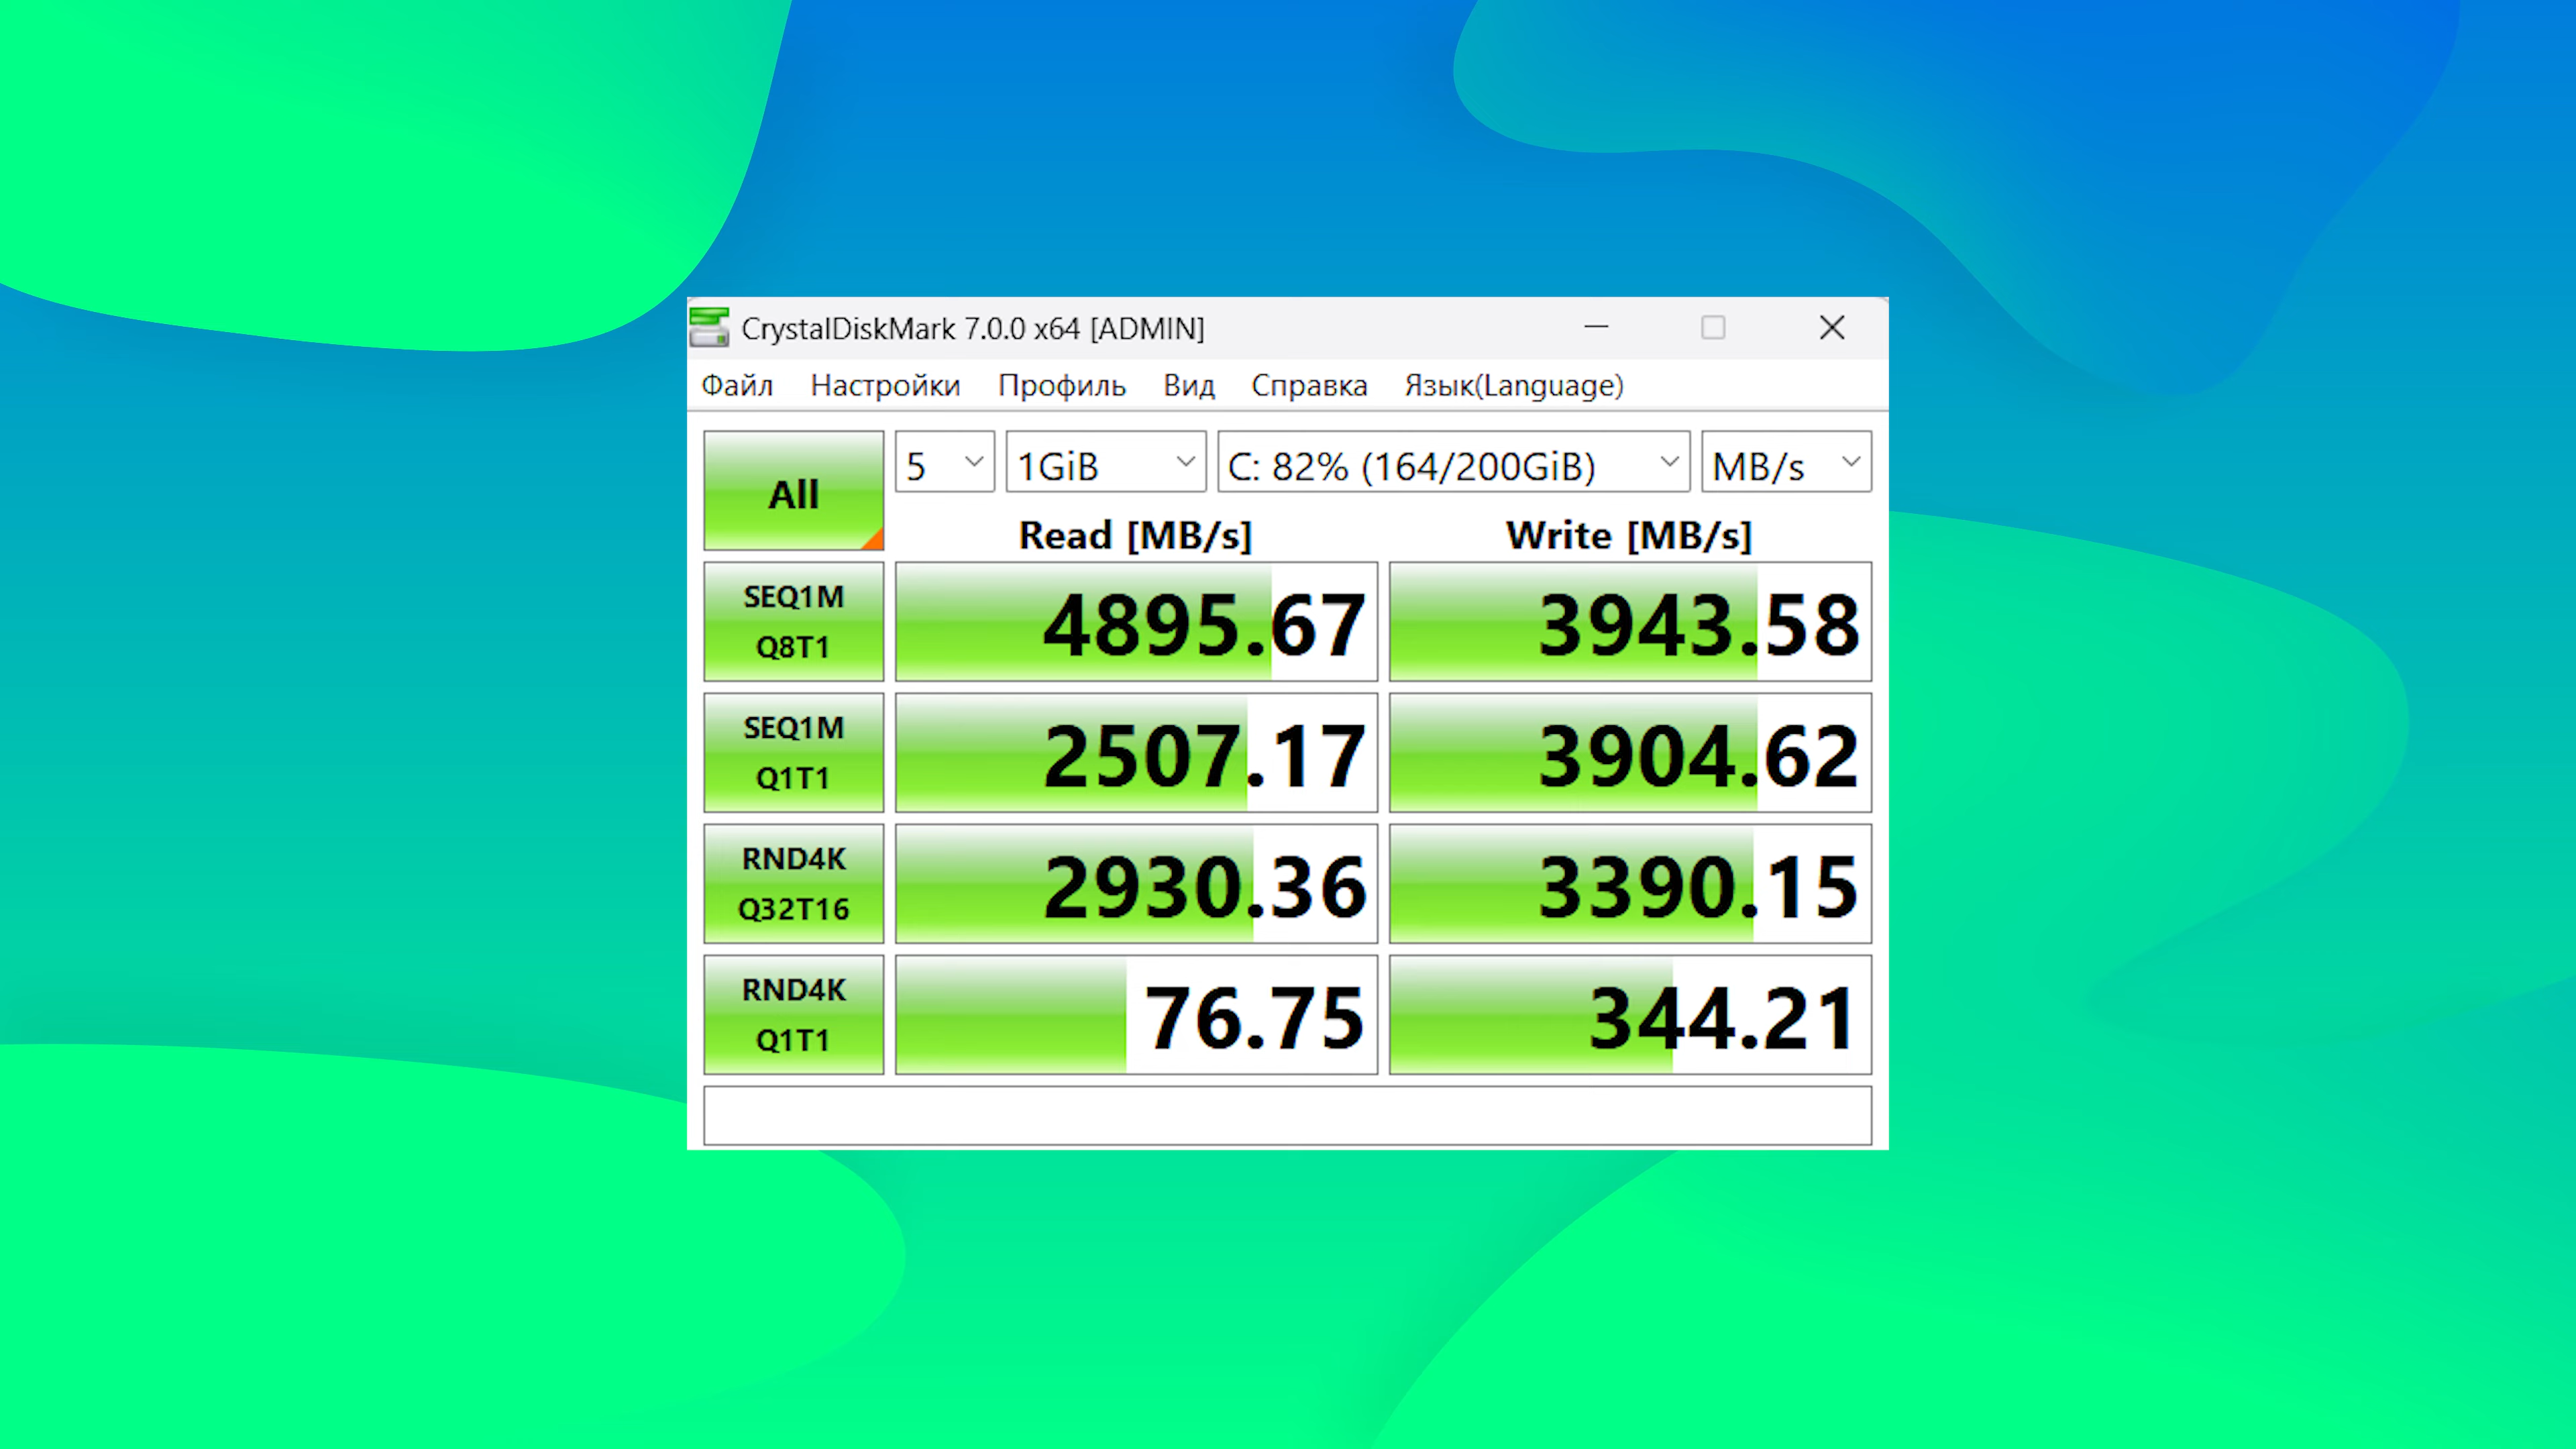 CrystalDiskMark 7.0.0 x64 [ADMIN]
Файл Настройки Профиль Вид Справка Язык(Language)
All 5 1GiB C: 82% (164/200GiB) MB/s
Read [MB/s] Write [MB/s]
SEQ1M
Q8T1
4895.67 3943.58
SEQ1M
Q1T1
2507.17 3904.62
RND4K
Q32T16
2930.36 3390.15
RND4K
Q1T1
76.75 344.21